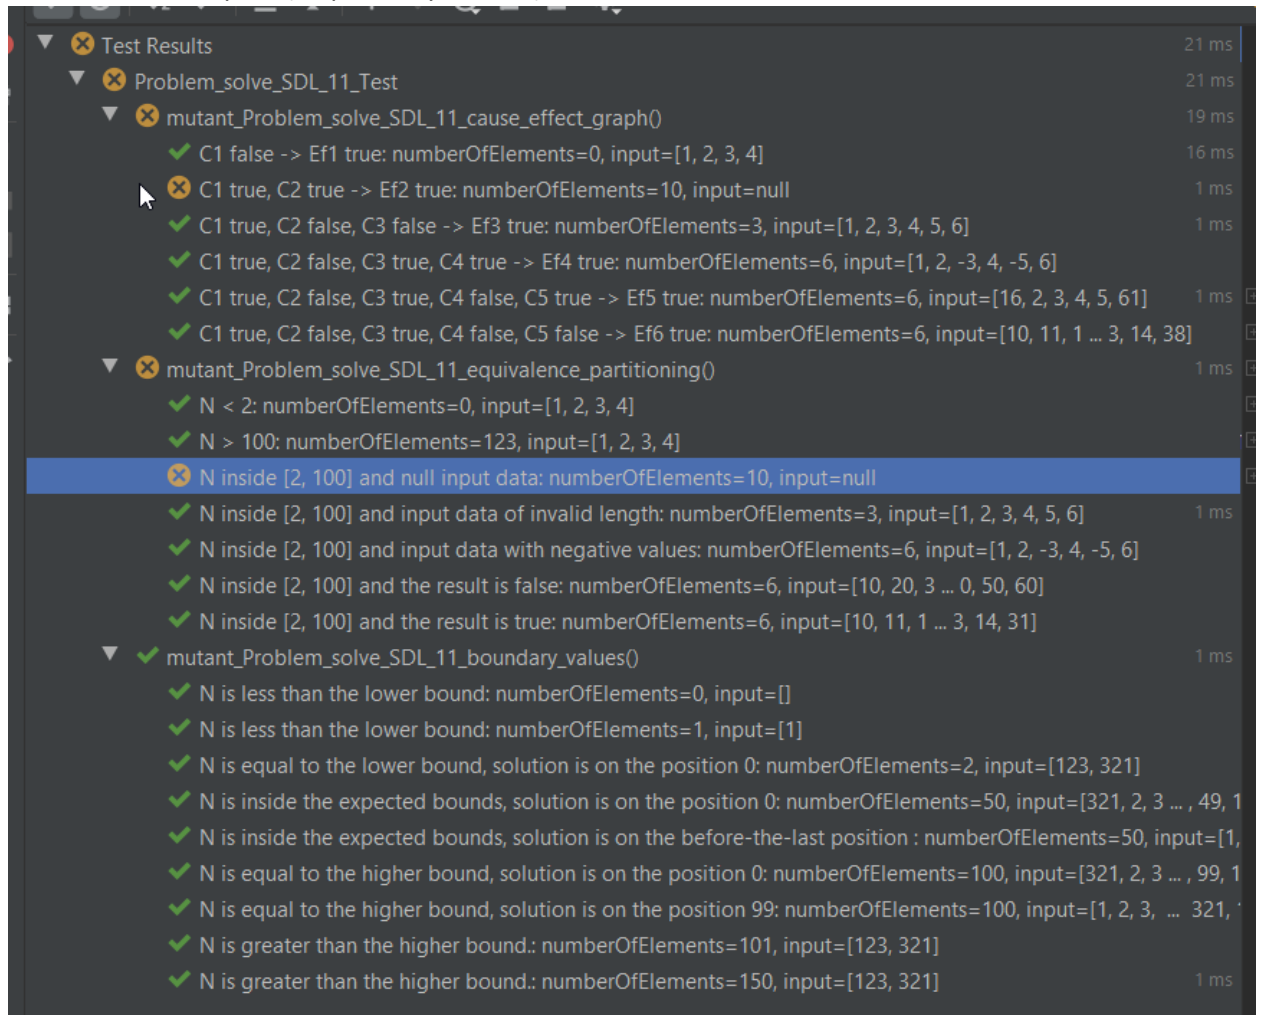 Test Results 21 ms
Problem_solve_SDL_11_Test 21 ms
mutant_Problem_solve_SDL_11_cause_effect_graph() 19 ms
C1 false -> Ef1 true: numberOfElements=0, input=[1, 2, 3, 4] 16 ms
C1 true, C2 true -> Ef2 true: numberOfElements=10, input=null 1 ms
C1 true, C2 false, C3 false -> Ef3 true: numberOfElements=3, input=[1, 2, 3, 4, 5, 6] 1 ms
C1 true, C2 false, C3 true, C4 true -> Ef4 true: numberOfElements=6, input=[1, 2, -3, 4, -5, 6]
C1 true, C2 false, C3 true, C4 false, C5 true -> Ef5 true: numberOfElements=6, input=[16, 2, 3, 4, 5, 61] 1 ms
C1 true, C2 false, C3 true, C4 false, C5 false -> Ef6 true: numberOfElements=6, input=[10, 11, 1 ... 3, 14, 38]
mutant_Problem_solve_SDL_11_equivalence_partitioning() 1 ms
N < 2: numberOfElements=0, input=[1, 2, 3, 4]
N > 100: numberOfElements=123, input=[1, 2, 3, 4]
N inside [2, 100] and null input data: numberOfElements=10, input=null
N inside [2, 100] and input data of invalid length: numberOfElements=3, input=[1, 2, 3, 4, 5, 6] 1 ms
N inside [2, 100] and input data with negative values: numberOfElements=6, input=[1, 2, -3, 4, -5, 6]
N inside [2, 100] and the result is false: numberOfElements=6, input=[10, 20, 3 ... 0, 50, 60]
N inside [2, 100] and the result is true: numberOfElements=6, input=[10, 11, 1 ... 3, 14, 31]
mutant_Problem_solve_SDL_11_boundary_values() 1 ms
N is less than the lower bound: numberOfElements=0, input=[]
N is less than the lower bound: numberOfElements=1, input=[1]
N is equal to the lower bound, solution is on the position 0: numberOfElements=2, input=[123, 321]
N is inside the expected bounds, solution is on the position 0: numberOfElements=50, input=[321, 2, 3 ... , 49, 1
N is inside the expected bounds, solution is on the before-the-last position : numberOfElements=50, input=[1,
N is equal to the higher bound, solution is on the position 0: numberOfElements=100, input=[321, 2, 3 ... , 99, 1
N is equal to the higher bound, solution is on the position 99: numberOfElements=100, input=[1, 2, 3, ... 321,
N is greater than the higher bound.: numberOfElements=101, input=[123, 321]
N is greater than the higher bound.: numberOfElements=150, input=[123, 321] 1 ms